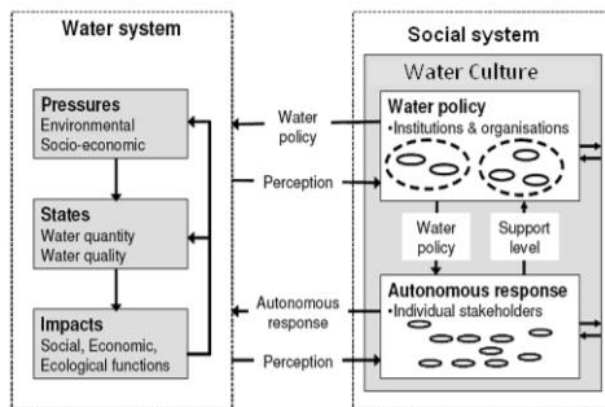 Water system
Pressures
Environmental
Socio-economic
States
Water quantity
Water quality
Impacts
Social, Economic,
Ecological functions
Water
policy
Perception
Autonomous
response
Perception
Social system
Water Culture
Water policy
•Institutions & organisations
Water
policy
Support
level
Autonomous response
•Individual stakeholders